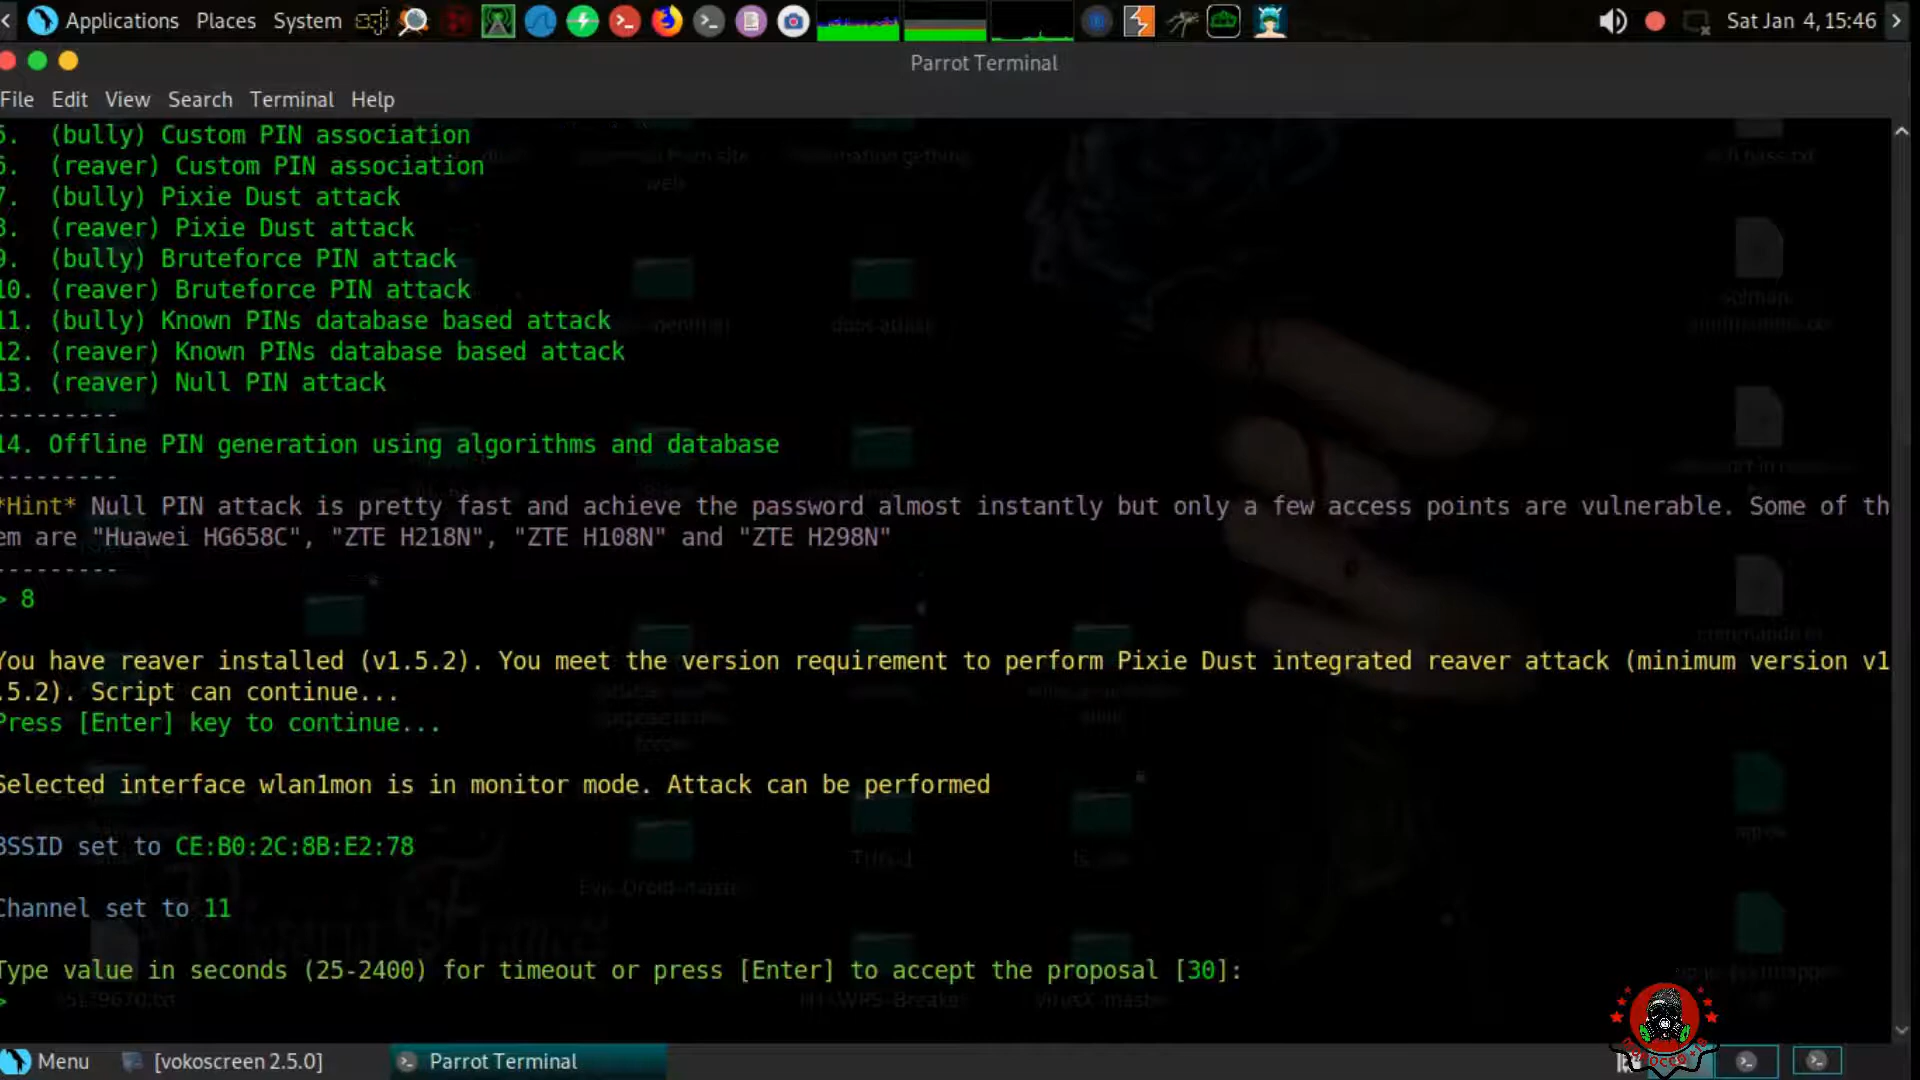 Applications Places System Sat Jan 4, 15:46
Parrot Terminal
File Edit View Search Terminal Help
5. (bully) Custom PIN association
6. (reaver) Custom PIN association
7. (bully) Pixie Dust attack
8. (reaver) Pixie Dust attack
9. (bully) Bruteforce PIN attack
10. (reaver) Bruteforce PIN attack
11. (bully) Known PINs database based attack
12. (reaver) Known PINs database based attack
13. (reaver) Null PIN attack
---------
14. Offline PIN generation using algorithms and database
---------
*Hint* Null PIN attack is pretty fast and achieve the password almost instantly but only a few access points are vulnerable. Some of th
em are "Huawei HG658C", "ZTE H218N", "ZTE H108N" and "ZTE H298N"
---------
> 8
You have reaver installed (v1.5.2). You meet the version requirement to perform Pixie Dust integrated reaver attack (minimum version v1
.5.2). Script can continue...
Press [Enter] key to continue...
Selected interface wlan1mon is in monitor mode. Attack can be performed
BSSID set to CE:B0:2C:8B:E2:78
Channel set to 11
Type value in seconds (25-2400) for timeout or press [Enter] to accept the proposal [30]:
>
Menu [vokoscreen 2.5.0] Parrot Terminal